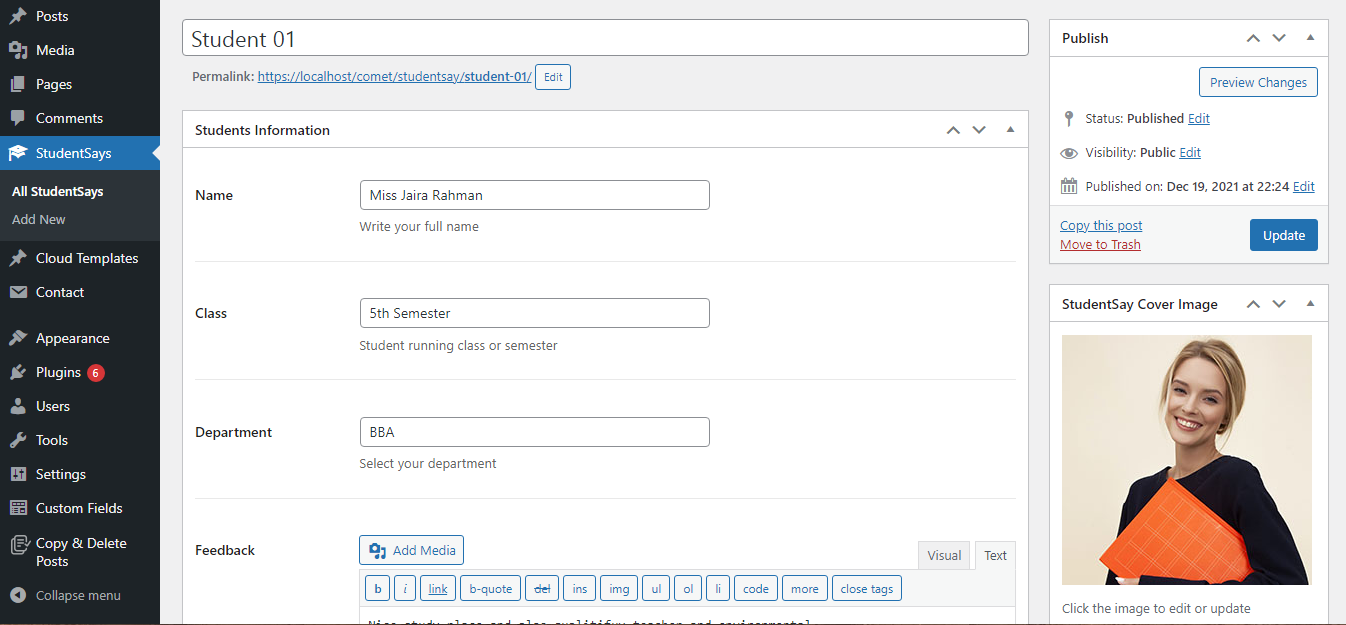 Posts
Media
Pages
Comments
StudentSays
All StudentSays
Add New
Cloud Templates
Contact
Appearance
Plugins 6
Users
Tools
Settings
Custom Fields
Copy & Delete
Posts
Collapse menu
Student 01
Permalink: https://localhost/comet/studentsay/student-01/ Edit
Students Information
Name
Miss Jaira Rahman
Write your full name
Class
5th Semester
Student running class or semester
Department
BBA
Select your department
Feedback
Add Media
Visual Text
b i link b-quote del ins img ul ol li code more close tags
Nice study place and also
Publish
Preview Changes
Status: Published Edit
Visibility: Public Edit
Published on: Dec 19, 2021 at 22:24 Edit
Copy this post
Move to Trash
Update
StudentSay Cover Image
Click the image to edit or update